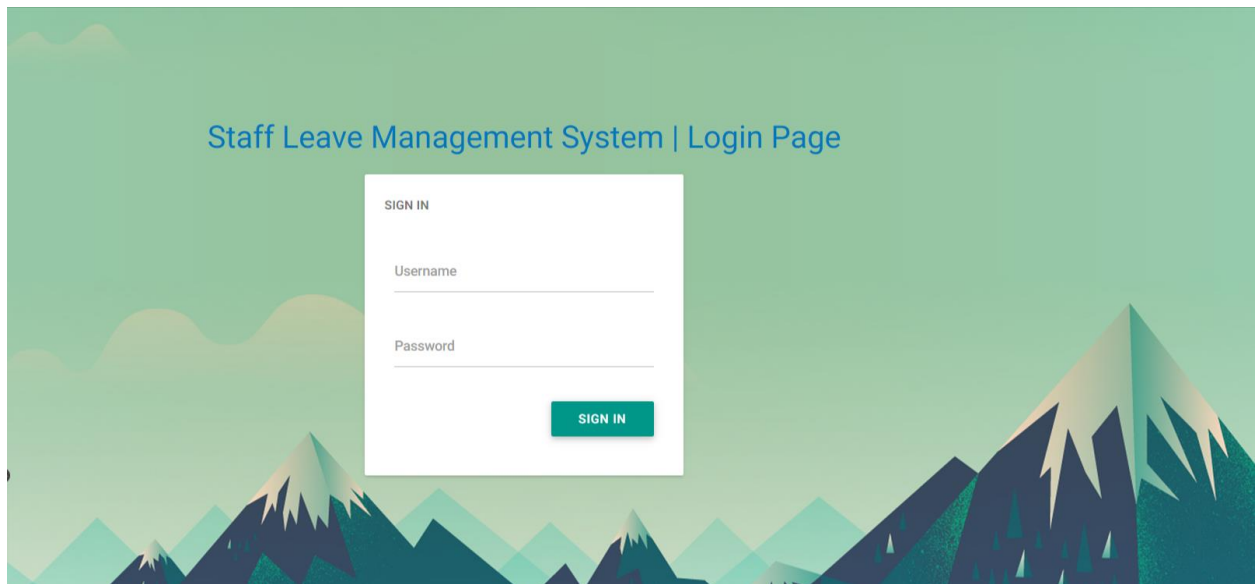 Staff Leave Management System | Login Page
SIGN IN
Username
Password
SIGN IN